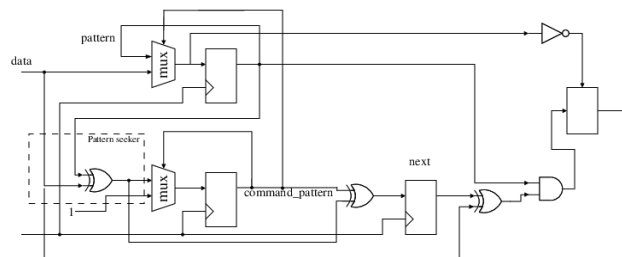 pattern
data
mux
Pattern seeker
next
mux
command_pattern
1